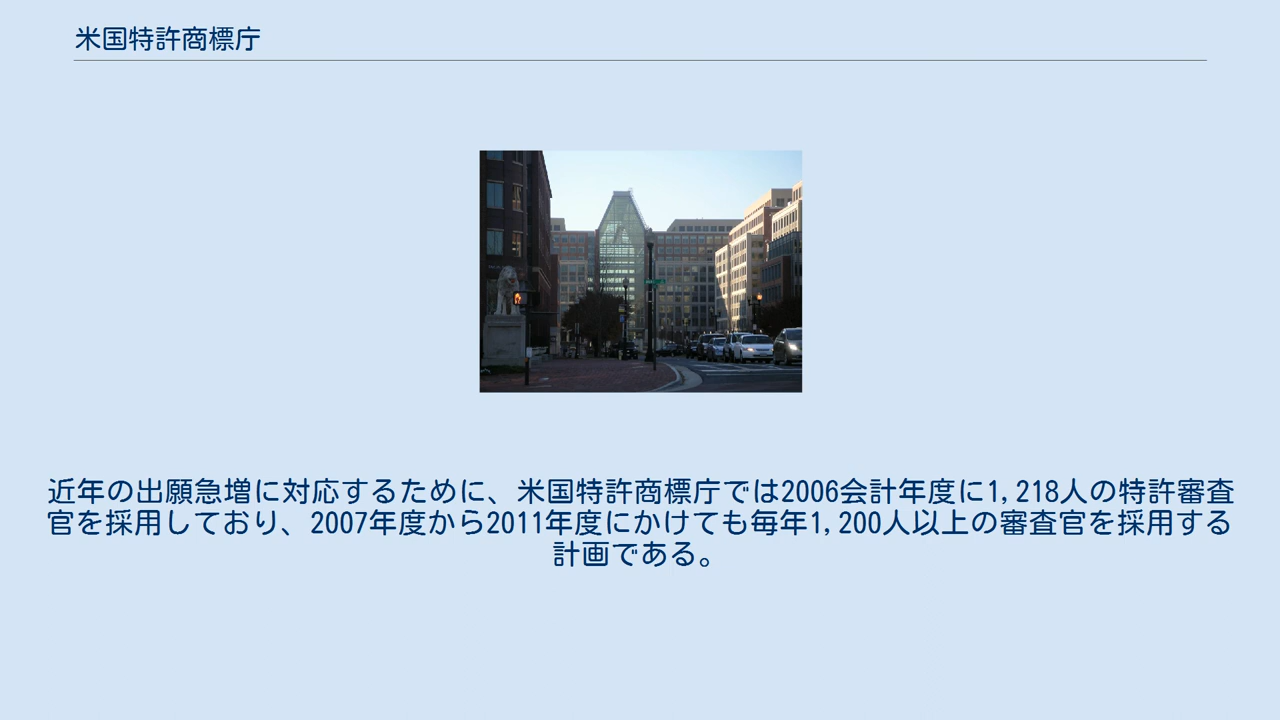 米国特許商標庁
近年の出願急増に対応するために、米国特許商標庁では2006会計年度に1,218人の特許審査
官を採用しており、2007年度から2011年度にかけても毎年1,200人以上の審査官を採用する
計画である。